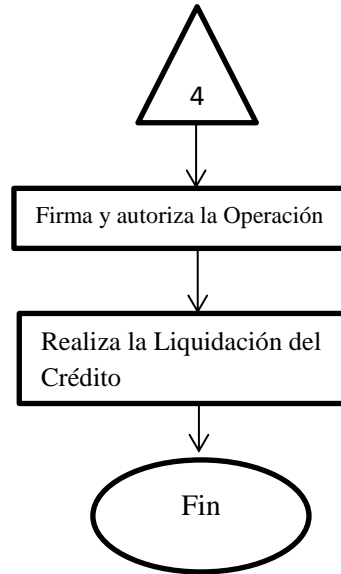 4
Firma y autoriza la Operación
Realiza la Liquidación del
Crédito
Fin